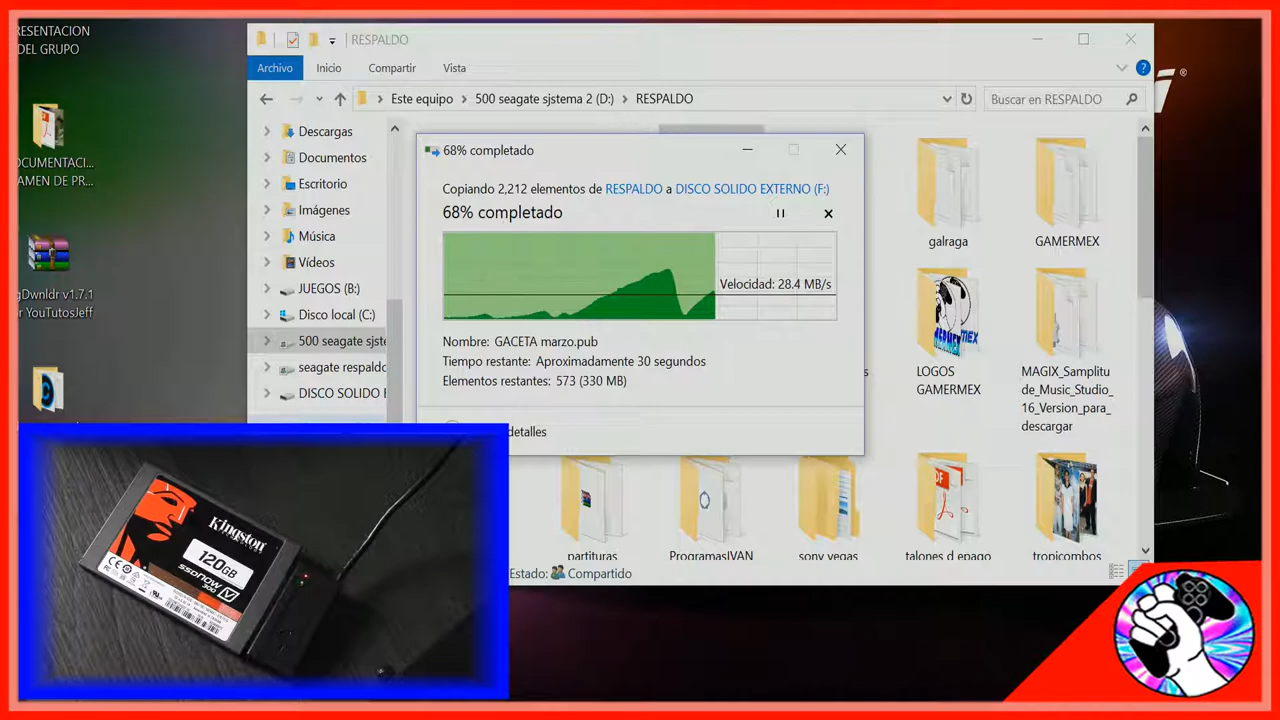 RESENTACION
DEL GRUPO
RESPALDO
Archivo
Inicio
Compartir
Vista
Este equipo
500 seagate sjstema 2 (D:)
RESPALDO
Buscar en RESPALDO
Descargas
Documentos
Escritorio
Imágenes
Música
Vídeos
JUEGOS (B:)
Disco local (C:)
500 seagate sjste
seagate respaldo
DISCO SOLIDO E
OCUMENTACI...
AMEN DE PR...
gDwnldr v1.7.1
r YouTutosJeff
68% completado
Copiando 2,212 elementos de RESPALDO a DISCO SOLIDO EXTERNO (F:)
68% completado
Velocidad: 28.4 MB/s
Nombre: GACETA marzo.pub
Tiempo restante: Aproximadamente 30 segundos
Elementos restantes: 573 (330 MB)
detalles
galraga
GAMERMEX
LOGOS
GAMERMEX
MAGIX_Samplitu
de_Music_Studio_
16_Version_para_
descargar
partituras
ProgramasIVAN
sony vegas
talones d epago
tropicombos
Estado:
Compartido
Kingston
120GB
SSDNOW
300
V